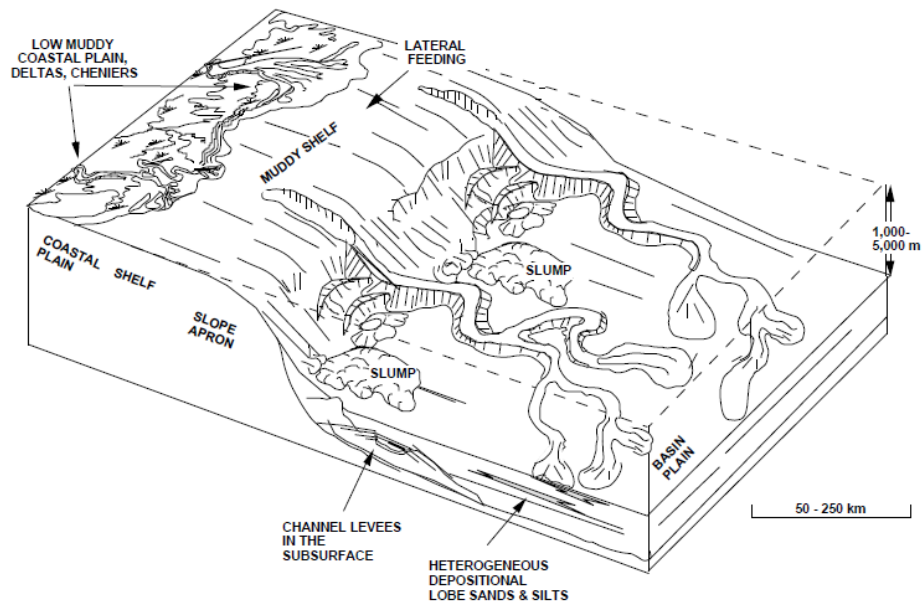 LOW MUDDY
COASTAL PLAIN,
DELTAS, CHENIERS
LATERAL
FEEDING
MUDDY SHELF
1,000-
5,000 m
COASTAL SHELF
PLAIN
SLOPE
APRON
SLUMP
SLUMP
BASIN
PLAIN
50 - 250 km
CHANNEL LEVEES
IN THE
SUBSURFACE
HETEROGENEOUS
DEPOSITIONAL
LOBE SANDS & SILTS